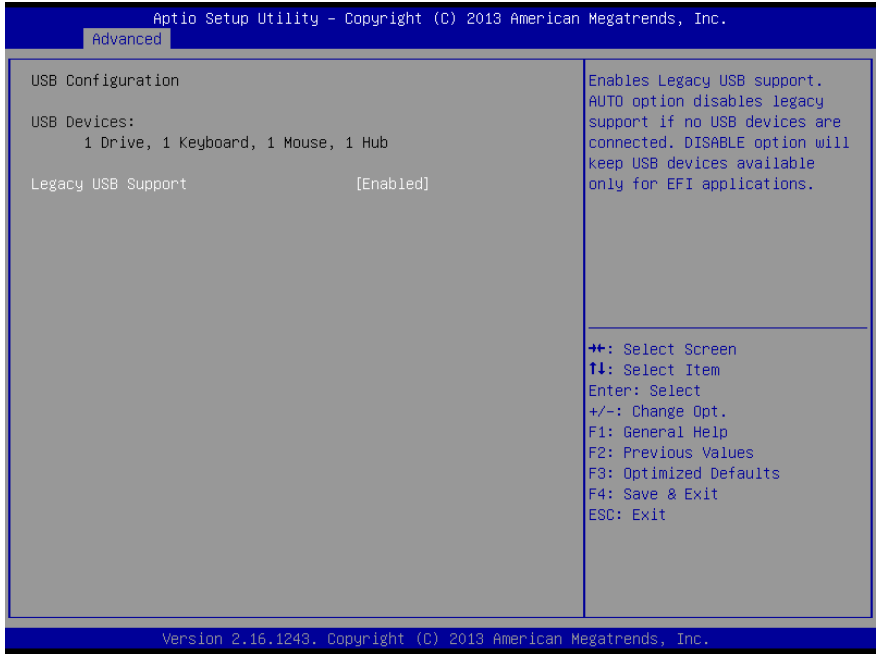 Aptio Setup Utility – Copyright (C) 2013 American Megatrends, Inc.
Advanced
USB Configuration
USB Devices:
1 Drive, 1 Keyboard, 1 Mouse, 1 Hub
Legacy USB Support [Enabled]
Enables Legacy USB support.
AUTO option disables legacy
support if no USB devices are
connected. DISABLE option will
keep USB devices available
only for EFI applications.
→←: Select Screen
↑↓: Select Item
Enter: Select
+/-: Change Opt.
F1: General Help
F2: Previous Values
F3: Optimized Defaults
F4: Save & Exit
ESC: Exit
Version 2.16.1243. Copyright (C) 2013 American Megatrends, Inc.